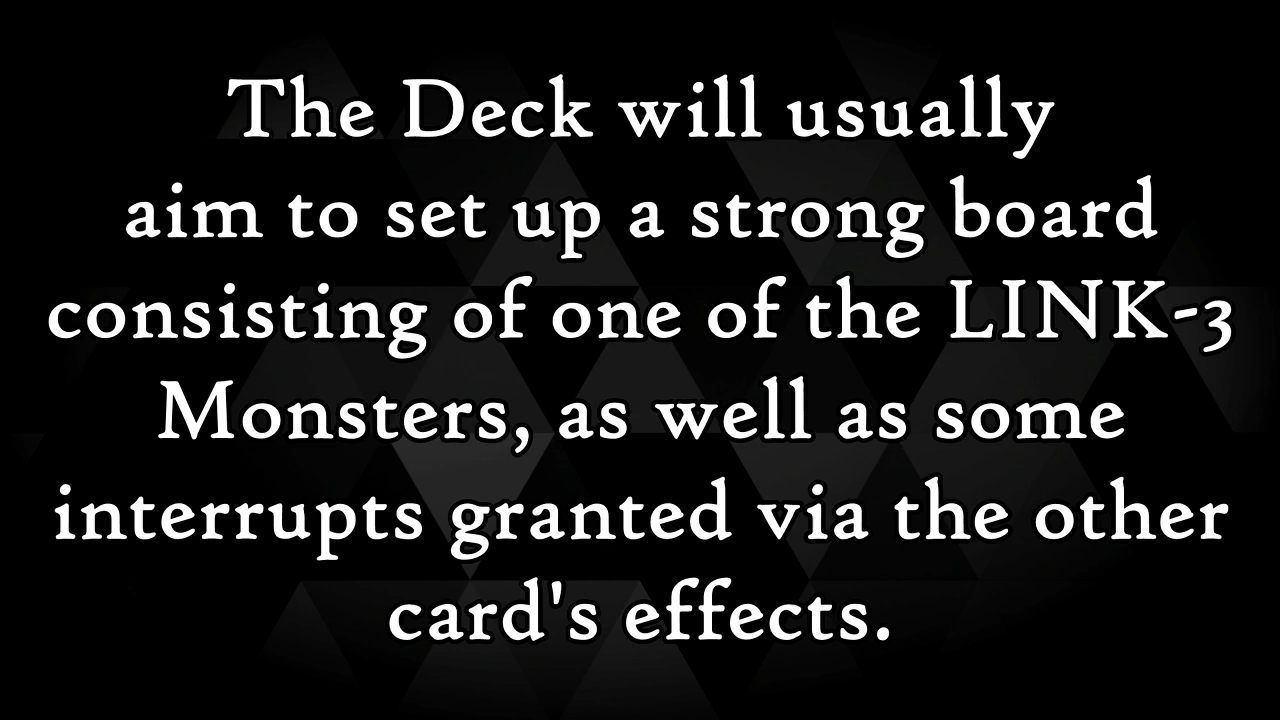 The Deck will usually
aim to set up a strong board
consisting of one of the LINK-3
Monsters, as well as some
interrupts granted via the other
card's effects.